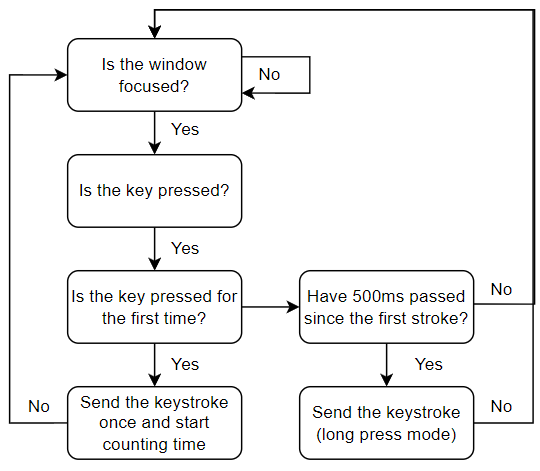 Is the window
focused?
No
Yes
Is the key pressed?
Yes
Is the key pressed for
the first time?
Have 500ms passed
since the first stroke?
No
Yes
Yes
No
Send the keystroke
once and start
counting time
Send the keystroke
(long press mode)
No